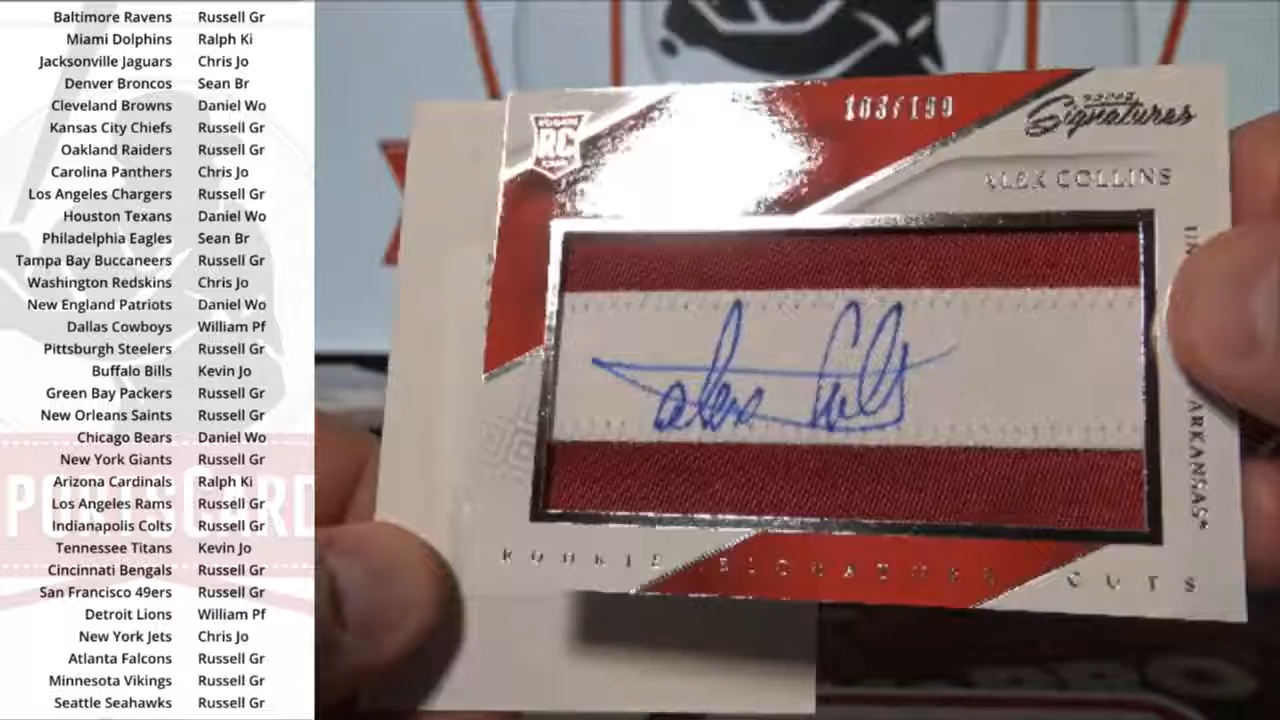 Baltimore Ravens Russell Gr
Miami Dolphins Ralph Ki
Jacksonville Jaguars Chris Jo
Denver Broncos Sean Br
Cleveland Browns Daniel Wo
Kansas City Chiefs Russell Gr
Oakland Raiders Russell Gr
Carolina Panthers Chris Jo
Los Angeles Chargers Russell Gr
Houston Texans Daniel Wo
Philadelphia Eagles Sean Br
Tampa Bay Buccaneers Russell Gr
Washington Redskins Chris Jo
New England Patriots Daniel Wo
Dallas Cowboys William Pf
Pittsburgh Steelers Russell Gr
Buffalo Bills Kevin Jo
Green Bay Packers Russell Gr
New Orleans Saints Russell Gr
Chicago Bears Daniel Wo
New York Giants Russell Gr
Arizona Cardinals Ralph Ki
Los Angeles Rams Russell Gr
Indianapolis Colts Russell Gr
Tennessee Titans Kevin Jo
Cincinnati Bengals Russell Gr
San Francisco 49ers Russell Gr
Detroit Lions William Pf
New York Jets Chris Jo
Atlanta Falcons Russell Gr
Minnesota Vikings Russell Gr
Seattle Seahawks Russell Gr
PORTSCARD
RC
103/199
Signatures
ALEX COLLINS
ARKANSAS
ROOKIE SIGNATURE CUTS